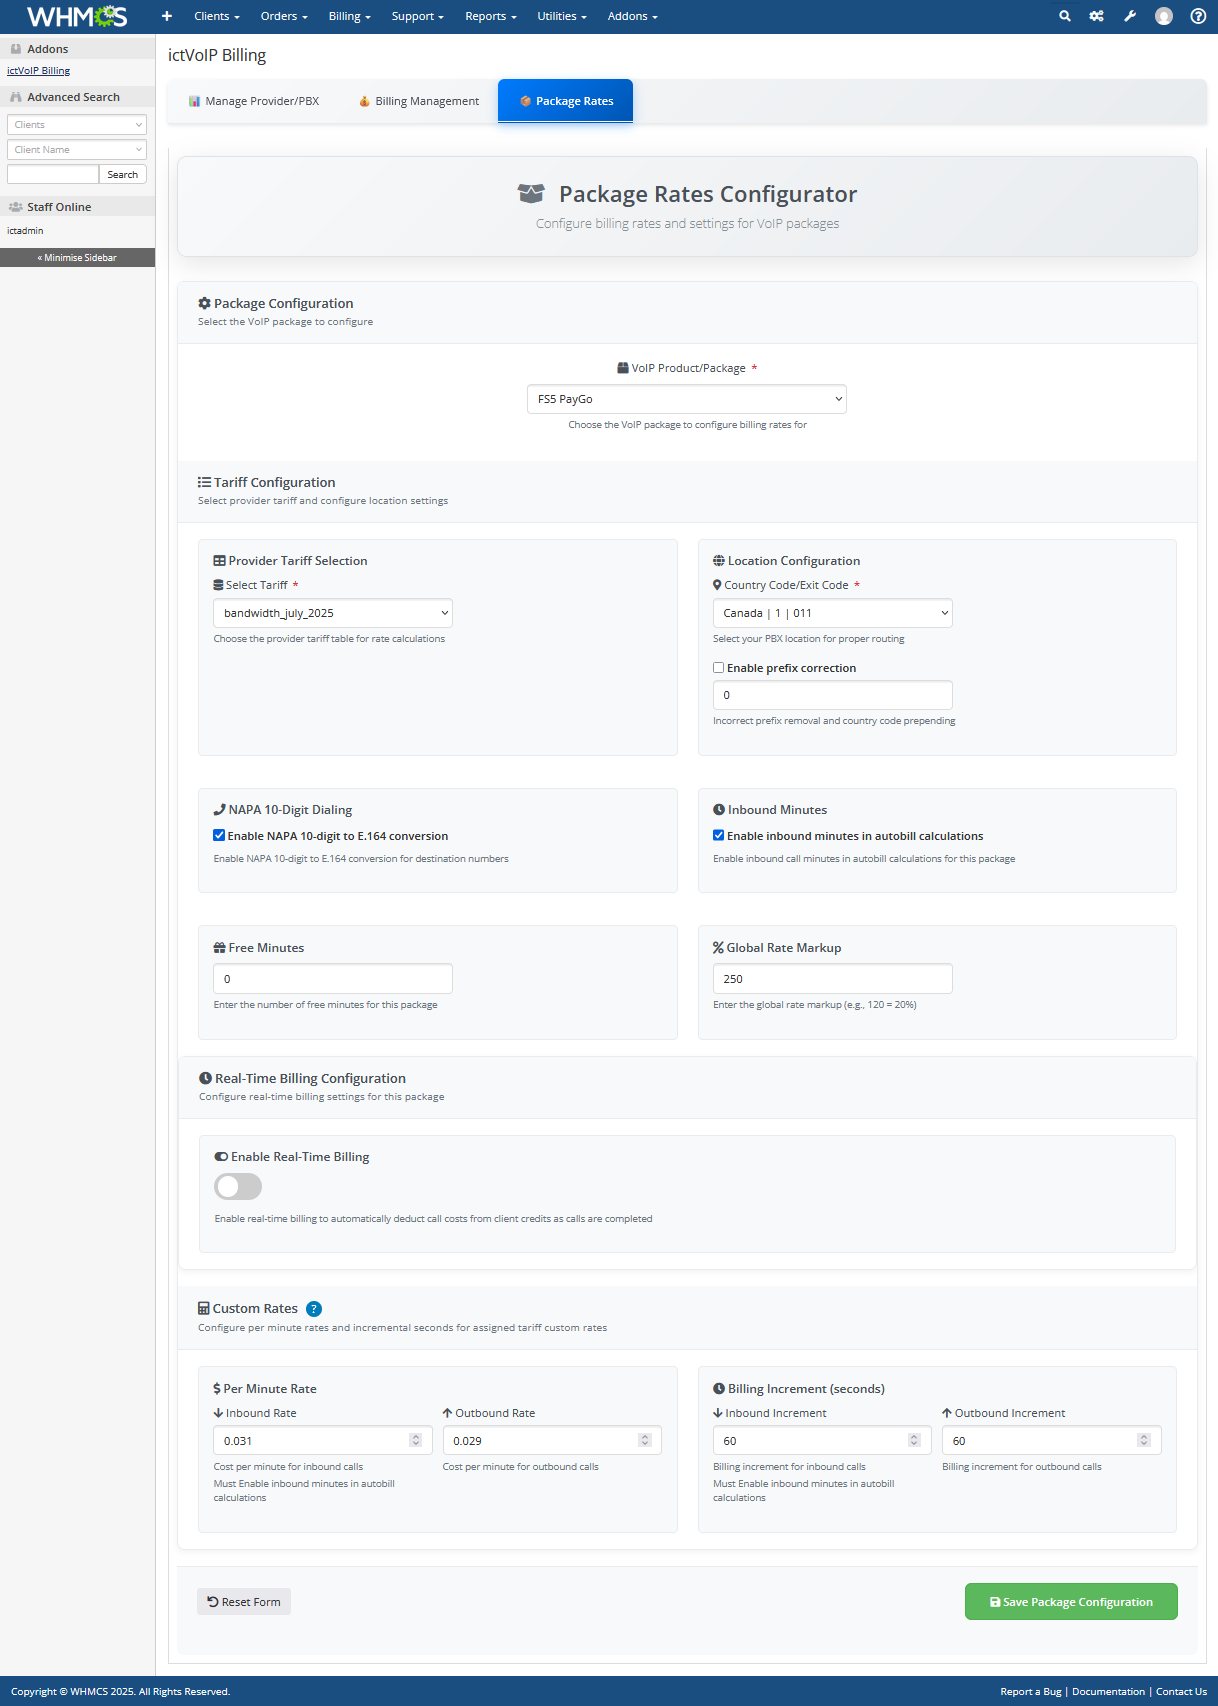 WHMCS
+ Clients Orders Billing Support Reports Utilities Addons
Addons
ictVoIP Billing
Advanced Search
Clients
Client Name
Search
Staff Online
ictadmin
« Minimise Sidebar
ictVoIP Billing
Manage Provider/PBX Billing Management Package Rates
Package Rates Configurator
Configure billing rates and settings for VoIP packages
Package Configuration
Select the VoIP package to configure
VoIP Product/Package *
FS5 PayGo
Choose the VoIP package to configure billing rates for
Tariff Configuration
Select provider tariff and configure location settings
Provider Tariff Selection
Select Tariff *
bandwidth_july_2025
Choose the provider tariff table for rate calculations
Location Configuration
Country Code/Exit Code *
Canada | 1 | 011
Select your PBX location for proper routing
Enable prefix correction
0
Incorrect prefix removal and country code prepending
NAPA 10-Digit Dialing
Enable NAPA 10-digit to E.164 conversion
Enable NAPA 10-digit to E.164 conversion for destination numbers
Inbound Minutes
Enable inbound minutes in autobill calculations
Enable inbound call minutes in autobill calculations for this package
Free Minutes
0
Enter the number of free minutes for this package
Global Rate Markup
250
Enter the global rate markup (e.g., 120 = 20%)
Real-Time Billing Configuration
Configure real-time billing settings for this package
Enable Real-Time Billing
Enable real-time billing to automatically deduct call costs from client credits as calls are completed
Custom Rates ?
Configure per minute rates and incremental seconds for assigned tariff custom rates
$ Per Minute Rate
Inbound Rate
0.031
Cost per minute for inbound calls
Must Enable inbound minutes in autobill
calculations
Outbound Rate
0.029
Cost per minute for outbound calls
Billing Increment (seconds)
Inbound Increment
60
Billing increment for inbound calls
Must Enable inbound minutes in autobill
calculations
Outbound Increment
60
Billing increment for outbound calls
Reset Form
Save Package Configuration
Copyright © WHMCS 2025. All Rights Reserved.
Report a Bug | Documentation | Contact Us